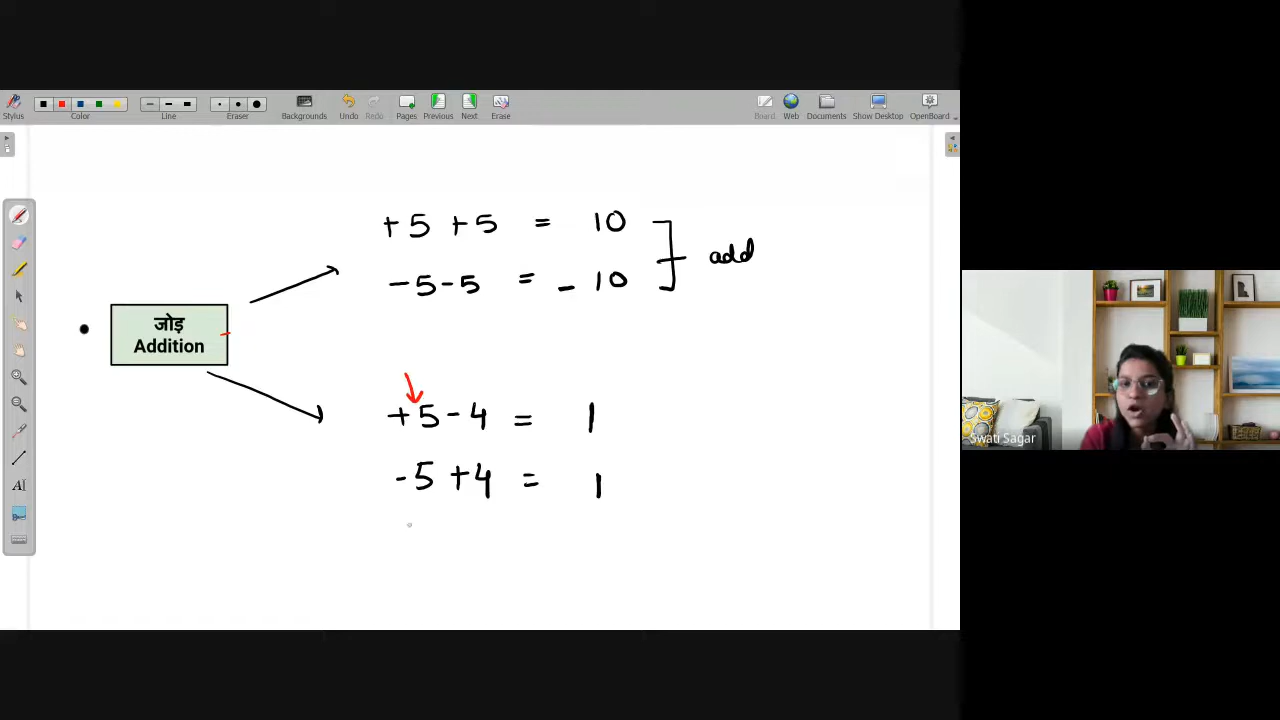 Stylus Color Line Eraser Backgrounds Undo Redo Pages Previous Next Erase Board Web Documents Show Desktop OpenBoard
+5 +5 = 10
add
-5-5 = -10
जोड़
Addition
+5-4 = 1
-5+4 = 1
Swati Sagar